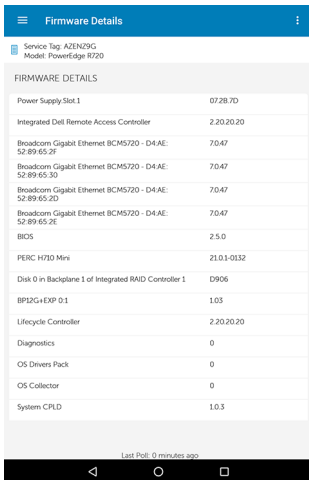 Firmware Details
Service Tag: AZENZ9G
Model: PowerEdge R720
FIRMWARE DETAILS
Power Supply.Slot.1 07.2B.7D
Integrated Dell Remote Access Controller 2.20.20.20
Broadcom Gigabit Ethernet BCM5720 - D4:AE: 7.0.47
52:89:65:2F
Broadcom Gigabit Ethernet BCM5720 - D4:AE: 7.0.47
52:89:65:30
Broadcom Gigabit Ethernet BCM5720 - D4:AE: 7.0.47
52:89:65:2D
Broadcom Gigabit Ethernet BCM5720 - D4:AE: 7.0.47
52:89:65:2E
BIOS 2.5.0
PERC H710 Mini 21.0.1-0132
Disk 0 in Backplane 1 of Integrated RAID Controller 1 D906
BP12G+EXP 0:1 1.03
Lifecycle Controller 2.20.20.20
Diagnostics 0
OS Drivers Pack 0
OS Collector 0
System CPLD 1.0.3
Last Poll: 0 minutes ago